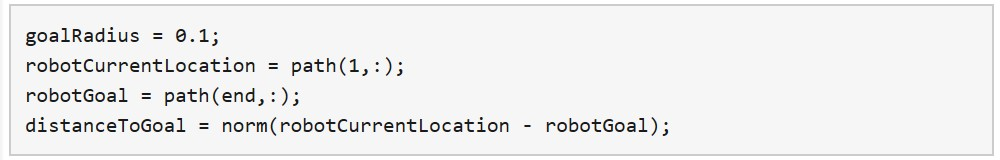 goalRadius = 0.1;
robotCurrentLocation = path(1,:);
robotGoal = path(end,:);
distanceToGoal = norm(robotCurrentLocation - robotGoal);